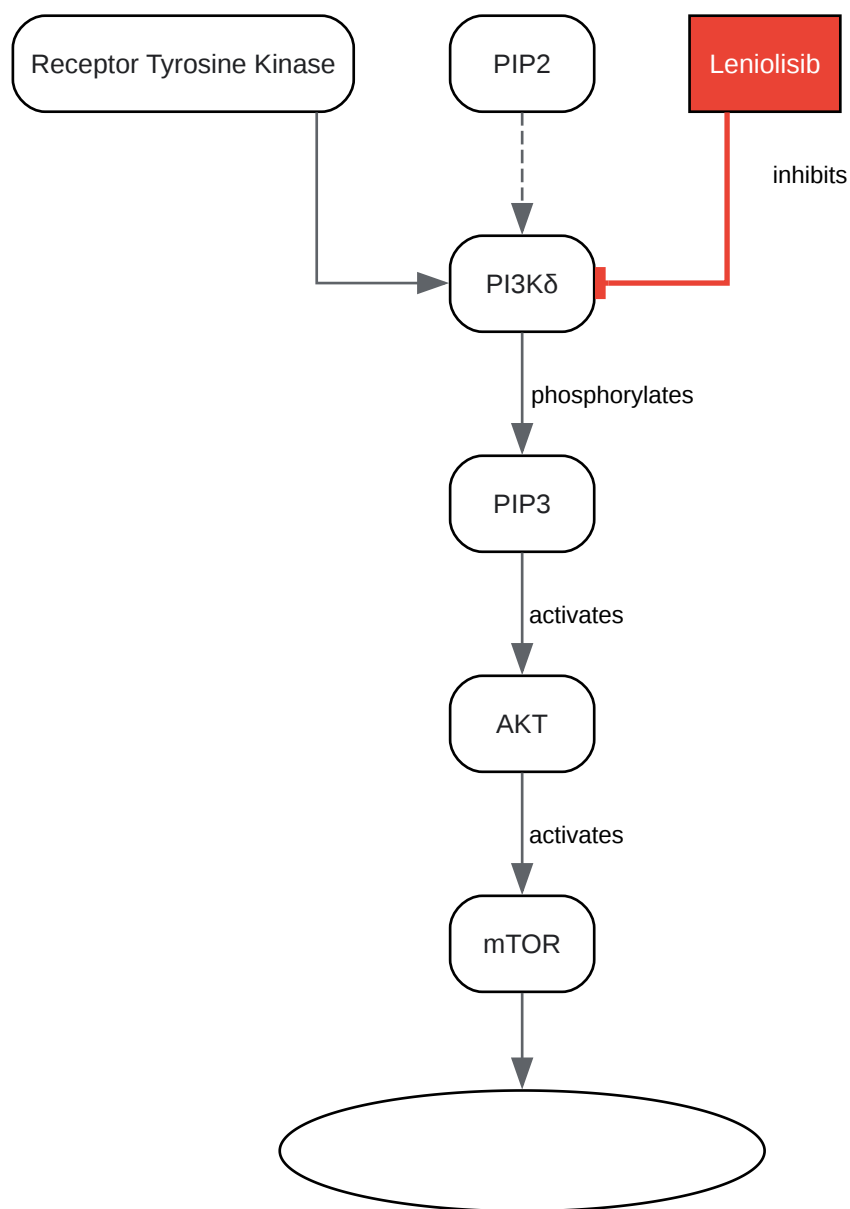 Receptor Tyrosine Kinase
PIP2
Leniolisib
inhibits
PI3Kδ
phosphorylates
PIP3
activates
AKT
activates
mTOR